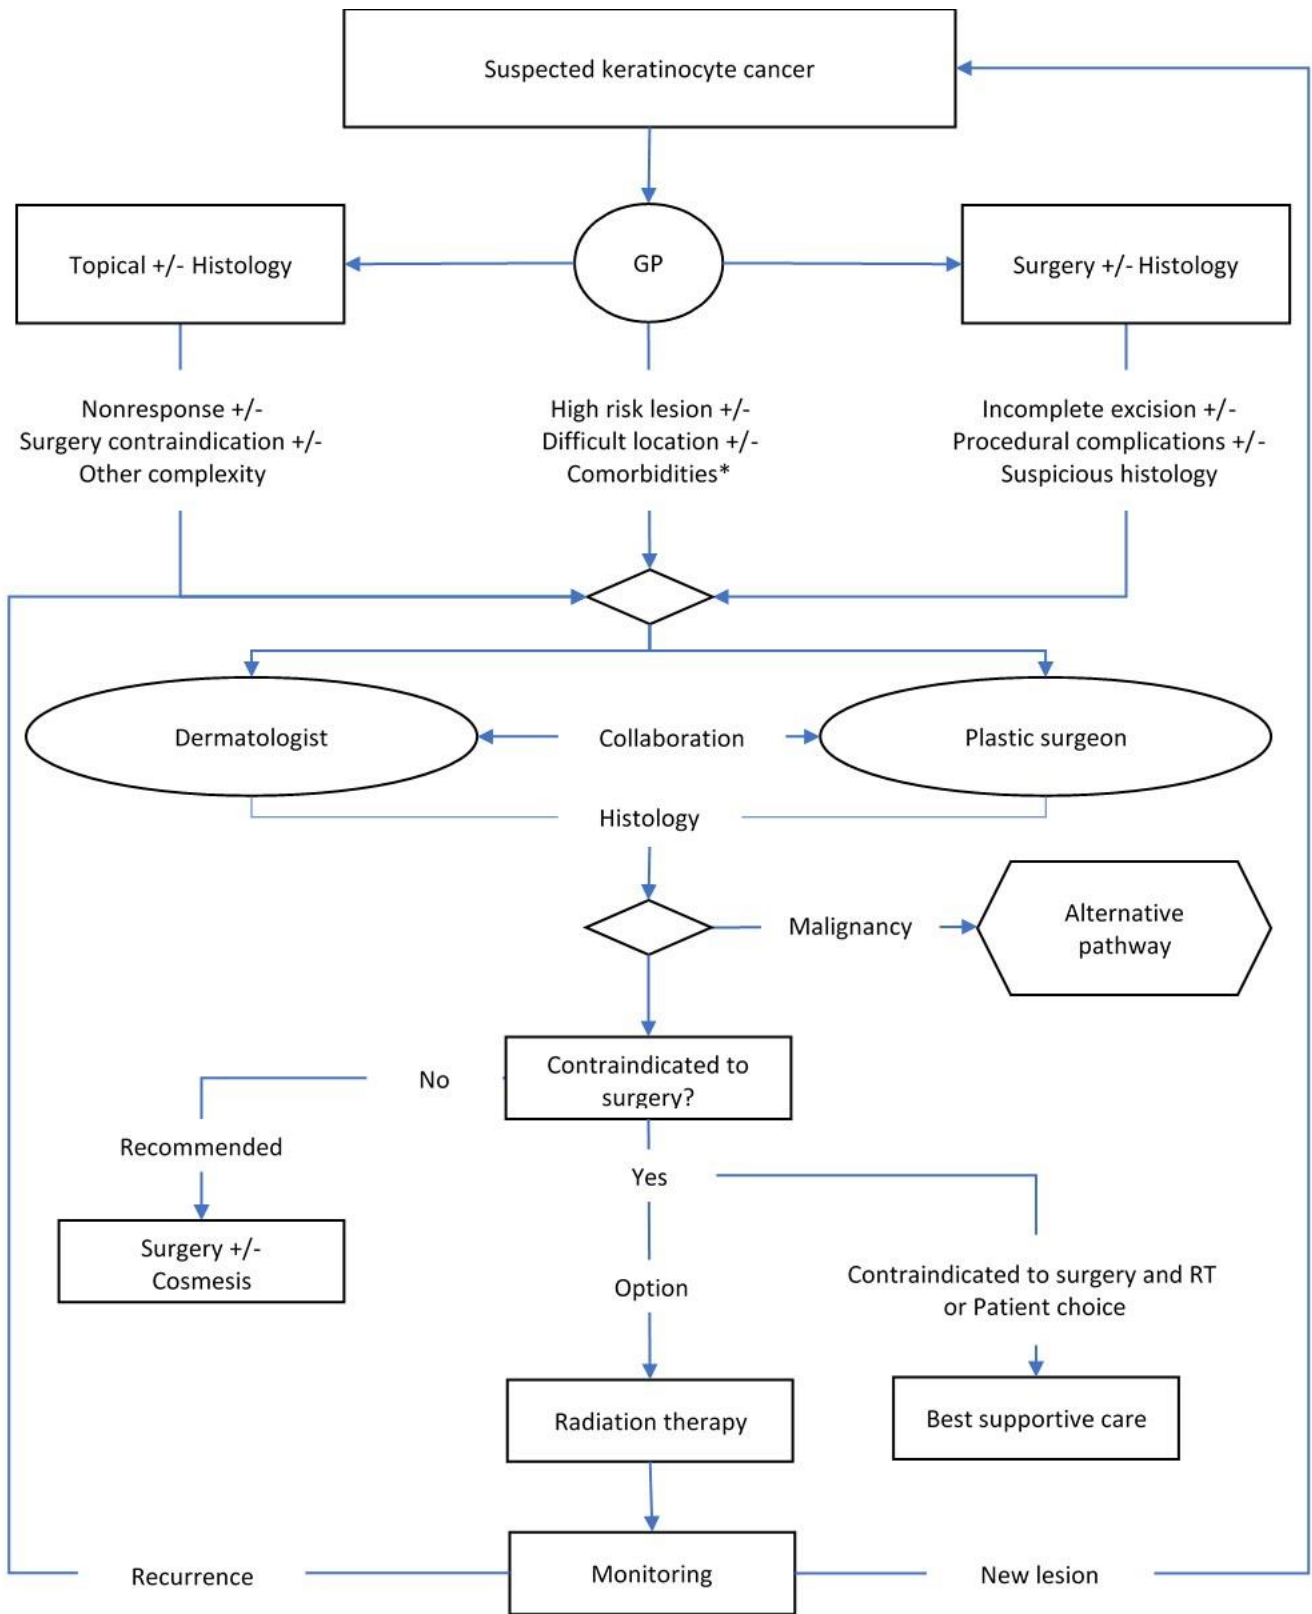 Suspected keratinocyte cancer
Topical +/- Histology
GP
Surgery +/- Histology
Nonresponse +/-
Surgery contraindication +/-
Other complexity
High risk lesion +/-
Difficult location +/-
Comorbidities*
Incomplete excision +/-
Procedural complications +/-
Suspicious histology
Dermatologist
Collaboration
Plastic surgeon
Histology
Malignancy
Alternative
pathway
Contraindicated to
surgery?
No
Recommended
Surgery +/-
Cosmesis
Yes
Option
Contraindicated to surgery and RT
or Patient choice
Radiation therapy
Best supportive care
Recurrence
Monitoring
New lesion